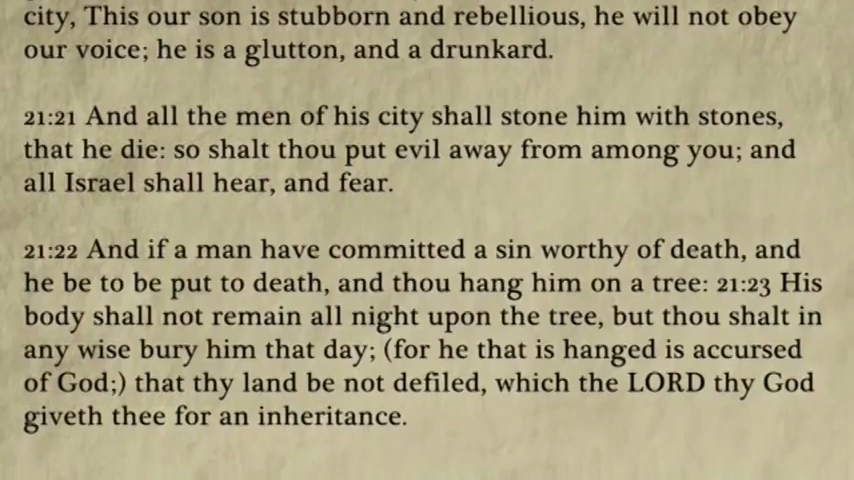 city, This our son is stubborn and rebellious, he will not obey
our voice; he is a glutton, and a drunkard.
21:21 And all the men of his city shall stone him with stones,
that he die: so shalt thou put evil away from among you; and
all Israel shall hear, and fear.
21:22 And if a man have committed a sin worthy of death, and
he be to be put to death, and thou hang him on a tree: 21:23 His
body shall not remain all night upon the tree, but thou shalt in
any wise bury him that day; (for he that is hanged is accursed
of God;) that thy land be not defiled, which the LORD thy God
giveth thee for an inheritance.